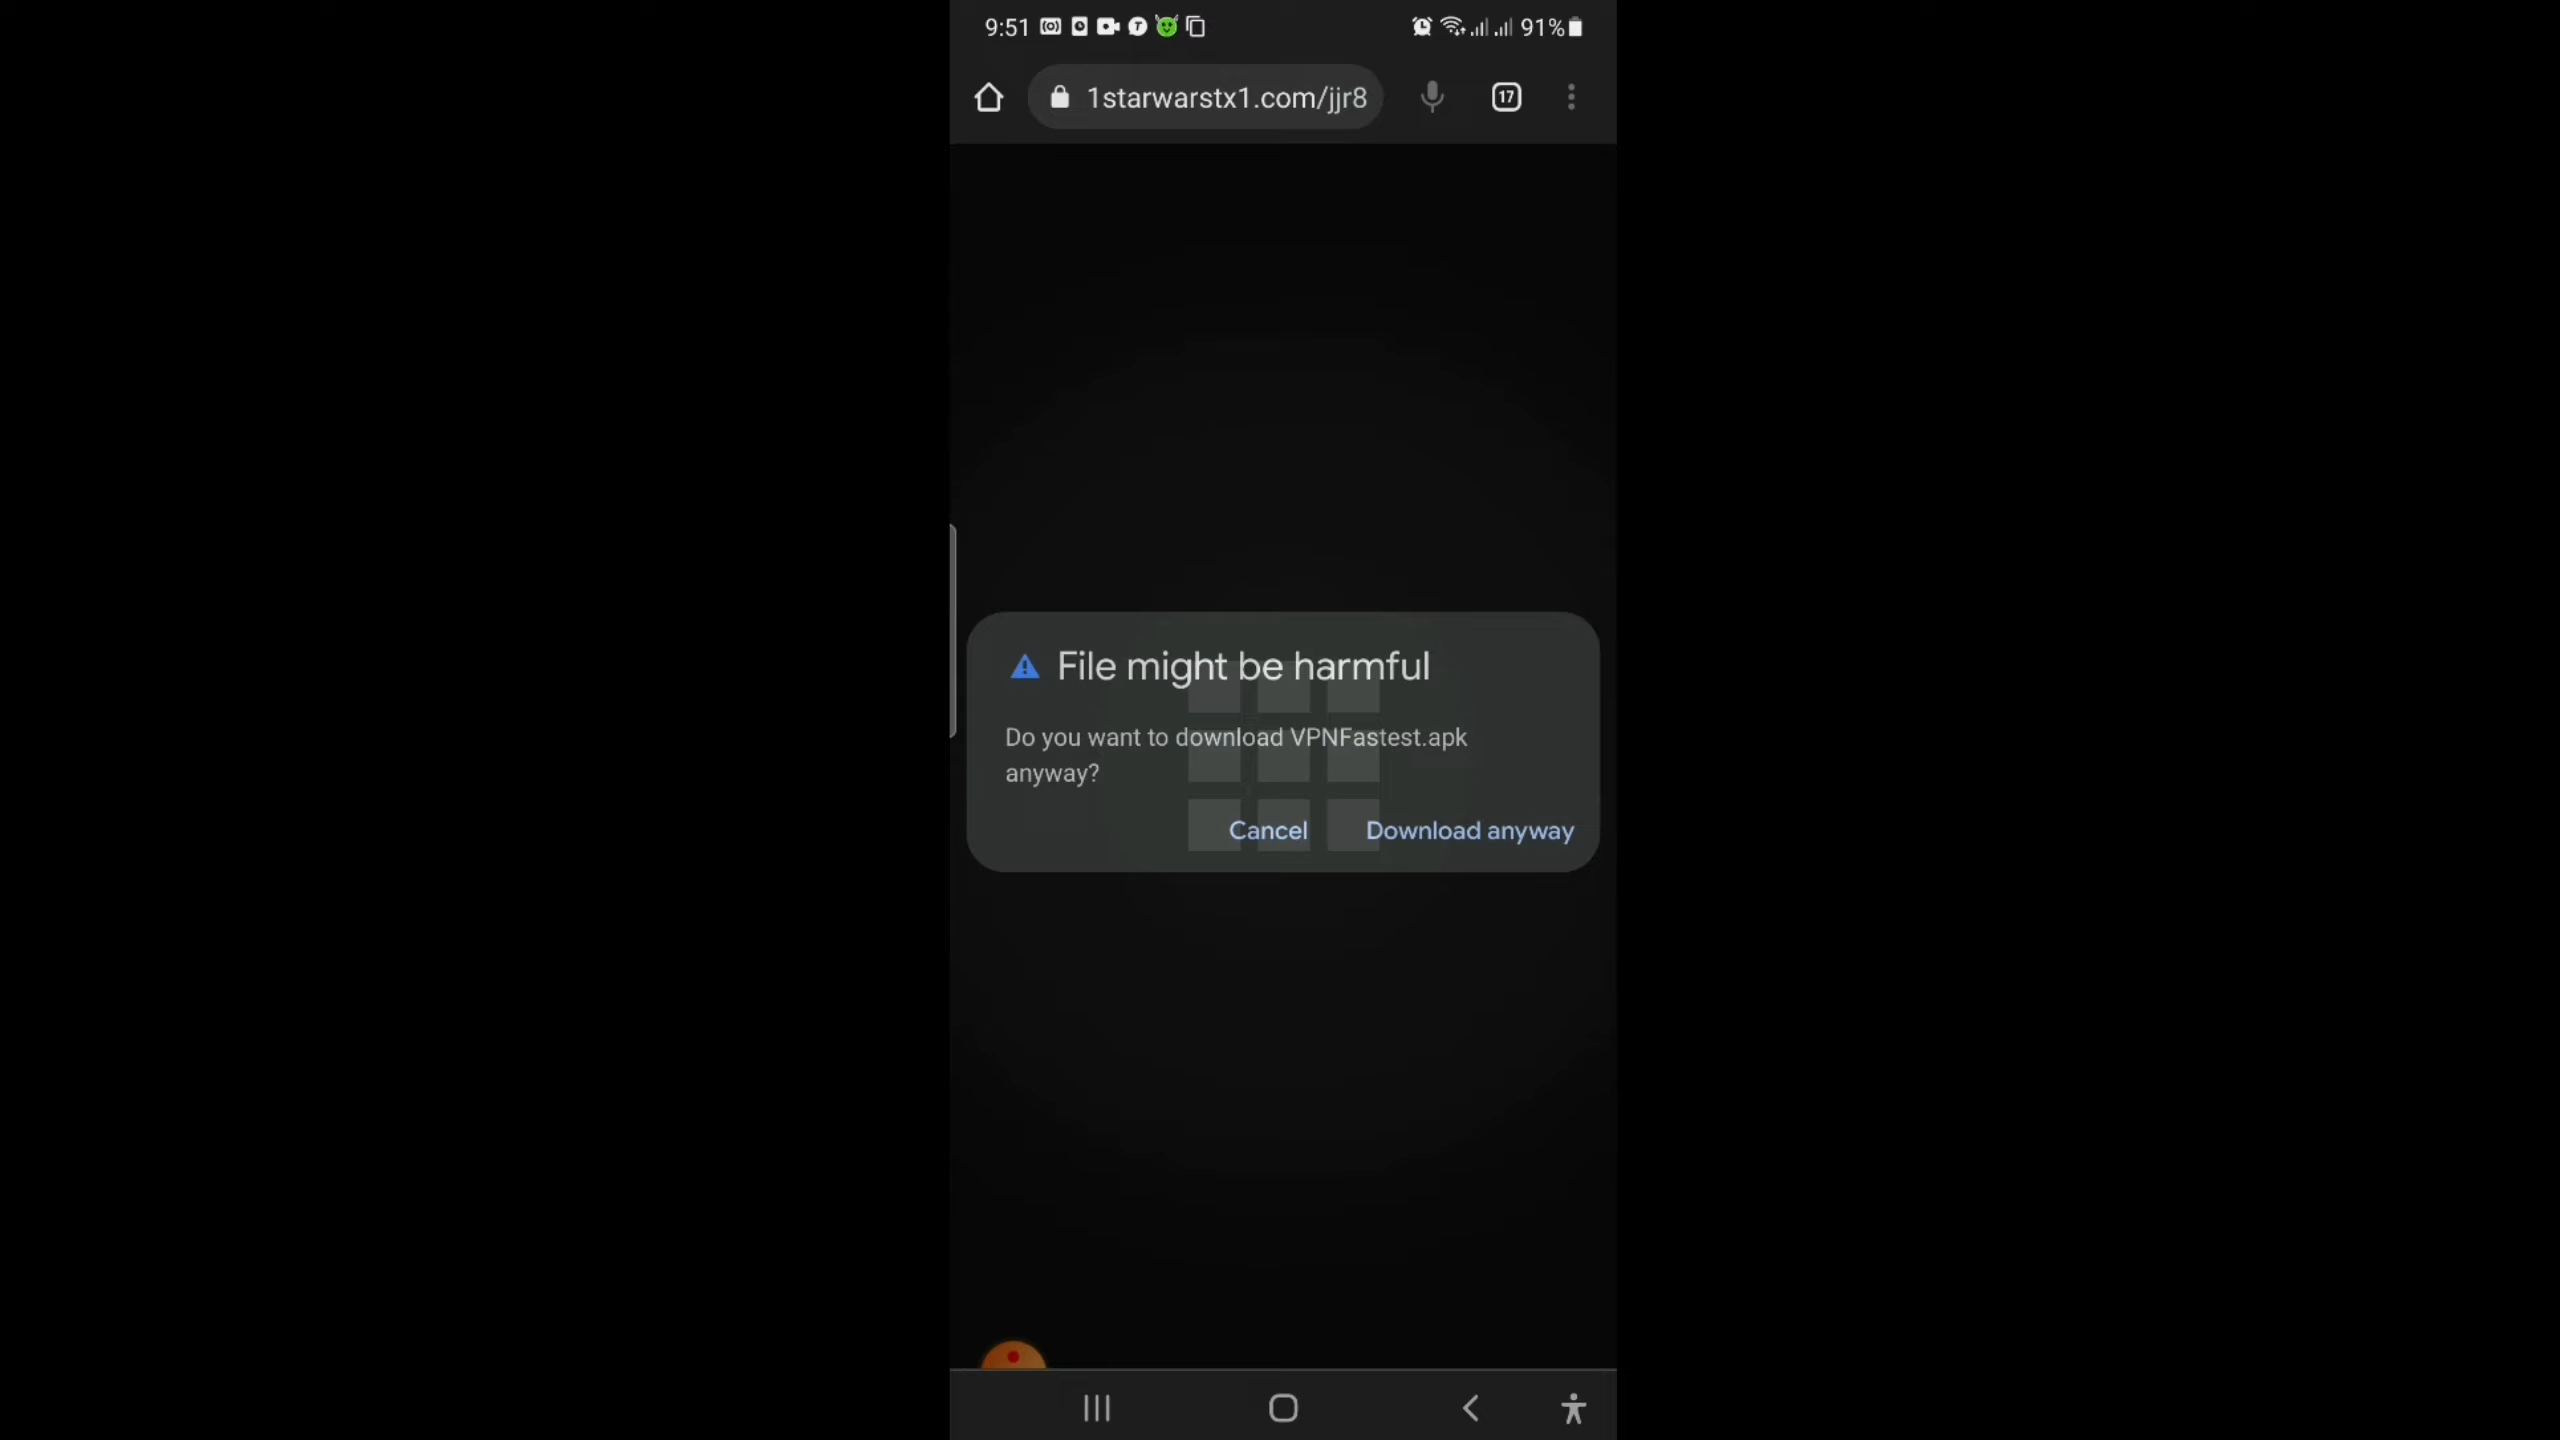 9:51
91%
1starwarstx1.com/jjr8
17
File might be harmful
Do you want to download VPNFastest.apk
anyway?
Cancel
Download anyway